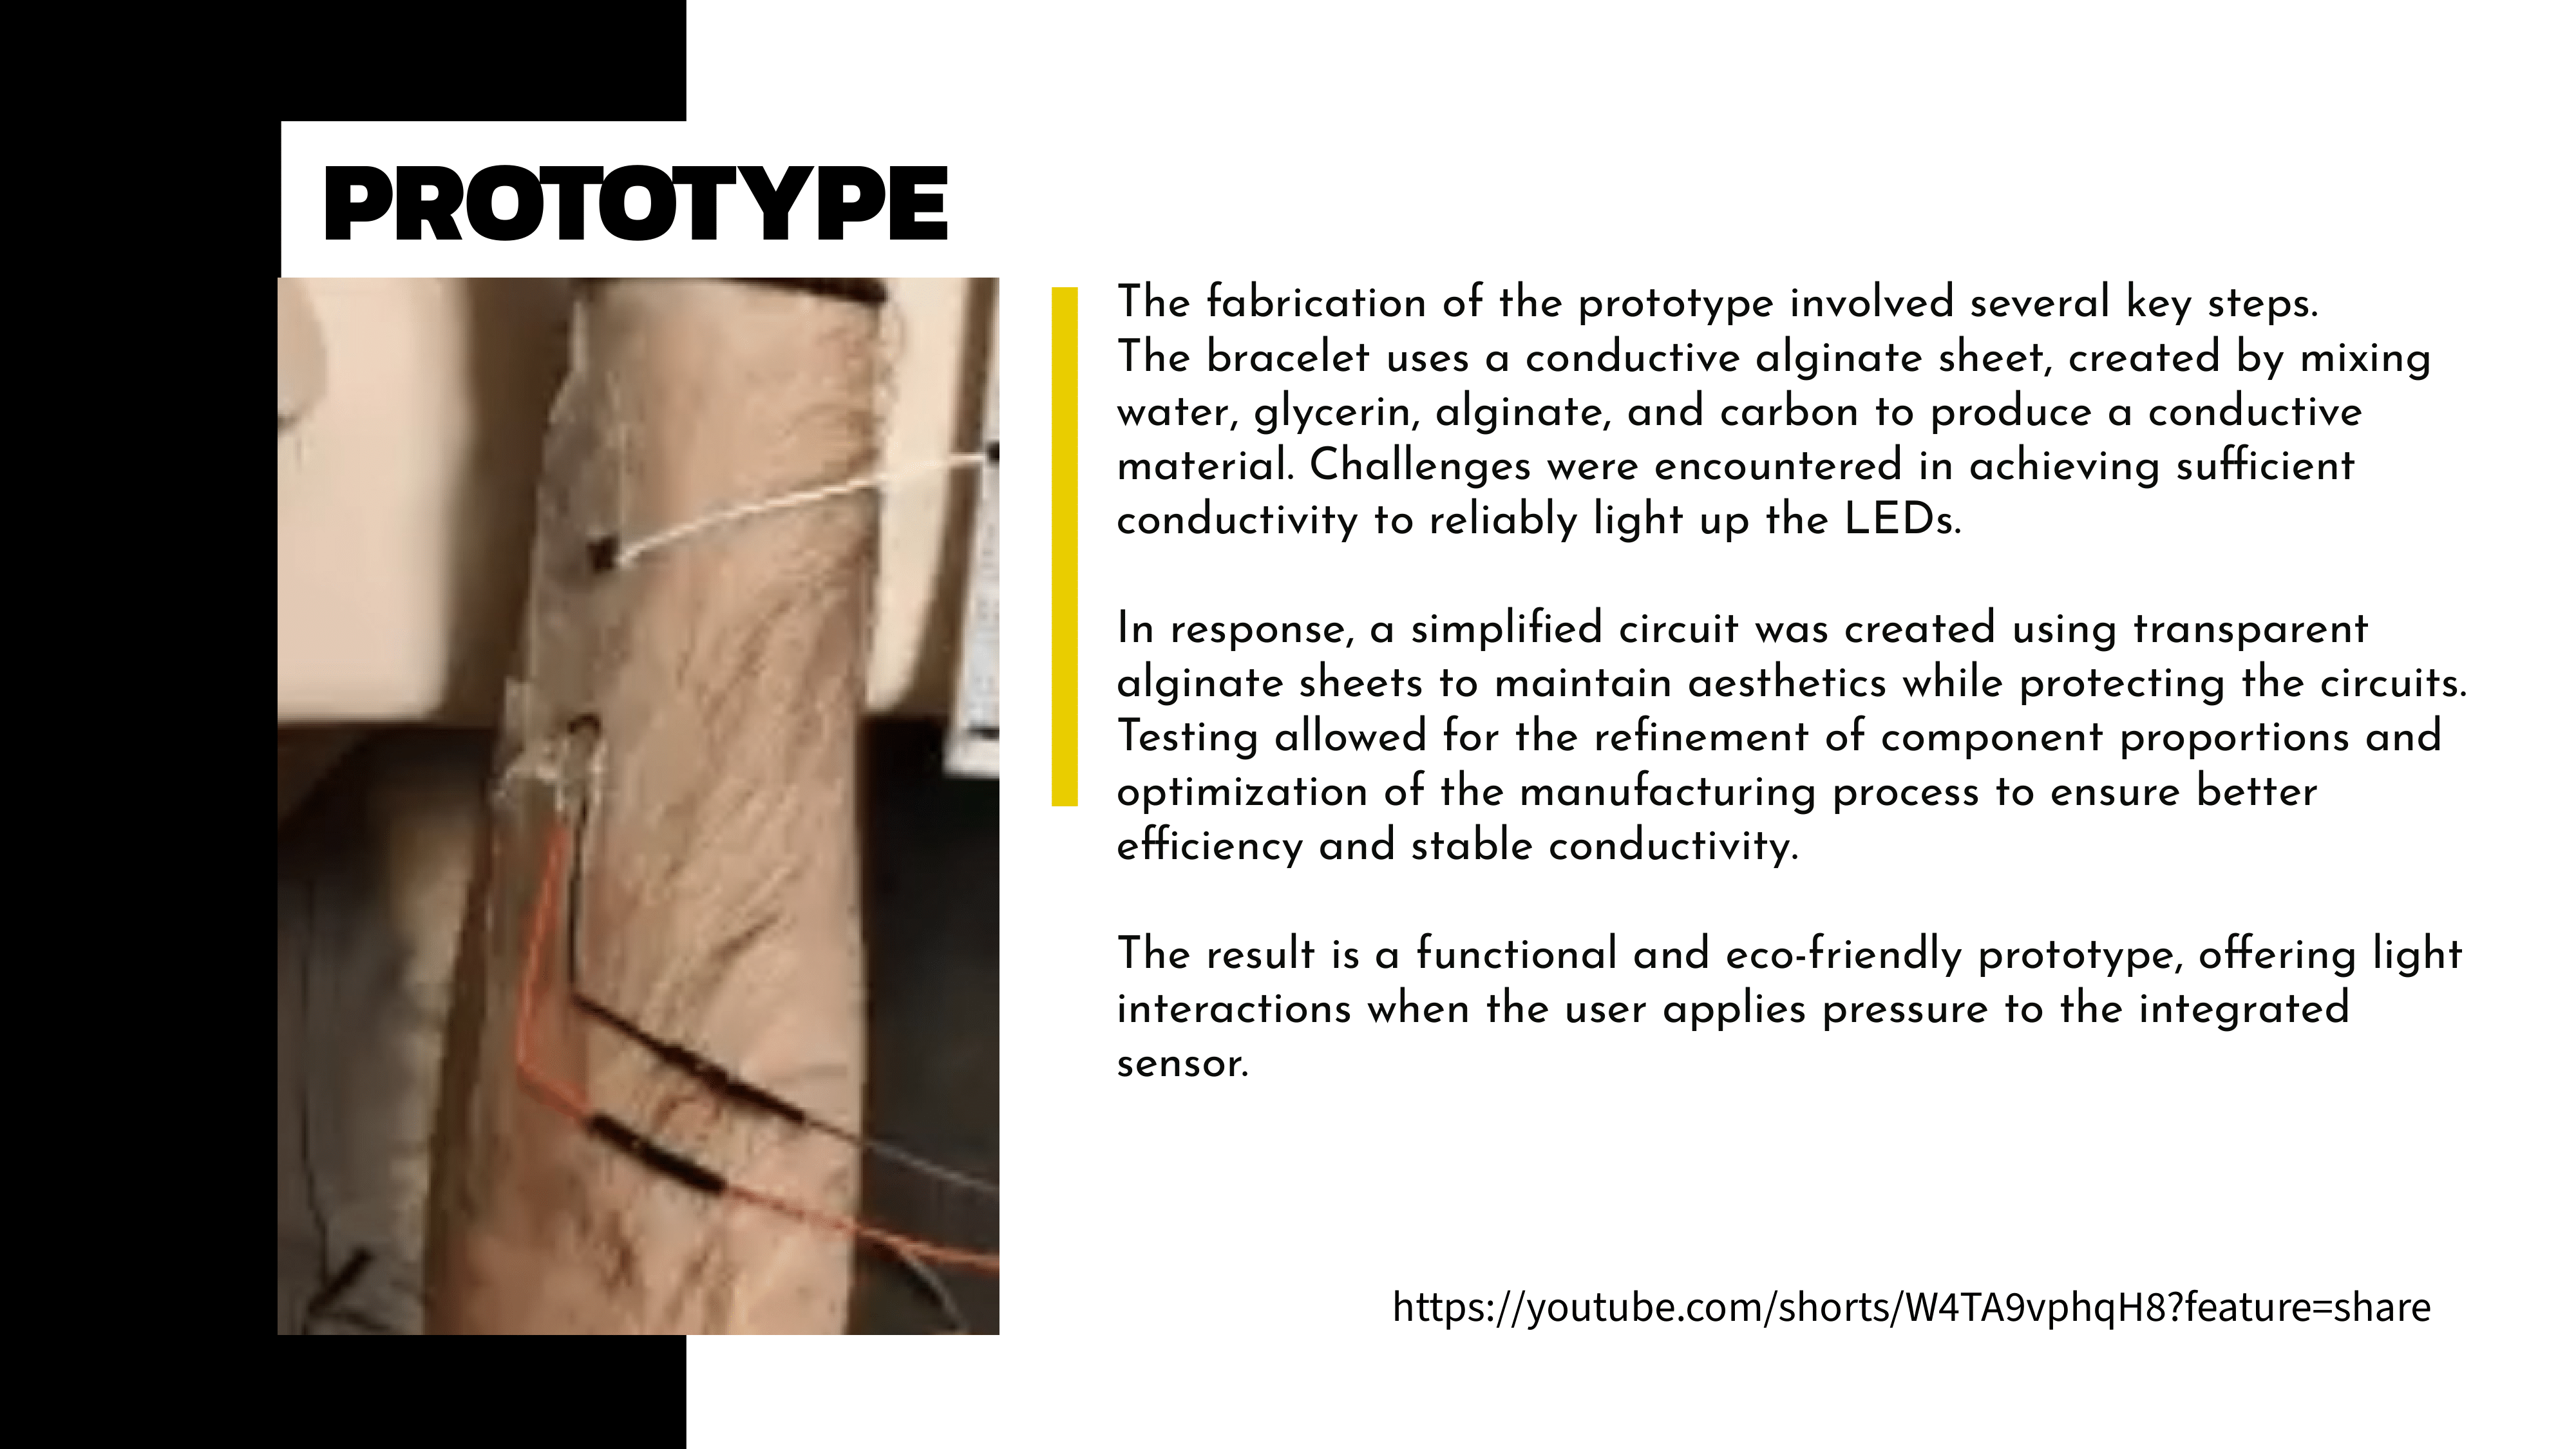 PROTOTYPE
The fabrication of the prototype involved several key steps.
The bracelet uses a conductive alginate sheet, created by mixing
water, glycerin, alginate, and carbon to produce a conductive
material. Challenges were encountered in achieving sufficient
conductivity to reliably light up the LEDs.
In response, a simplified circuit was created using transparent
alginate sheets to maintain aesthetics while protecting the circuits.
Testing allowed for the refinement of component proportions and
optimization of the manufacturing process to ensure better
efficiency and stable conductivity.
The result is a functional and eco-friendly prototype, offering light
interactions when the user applies pressure to the integrated
sensor.
https://youtube.com/shorts/W4TA9vphqH8?feature=share